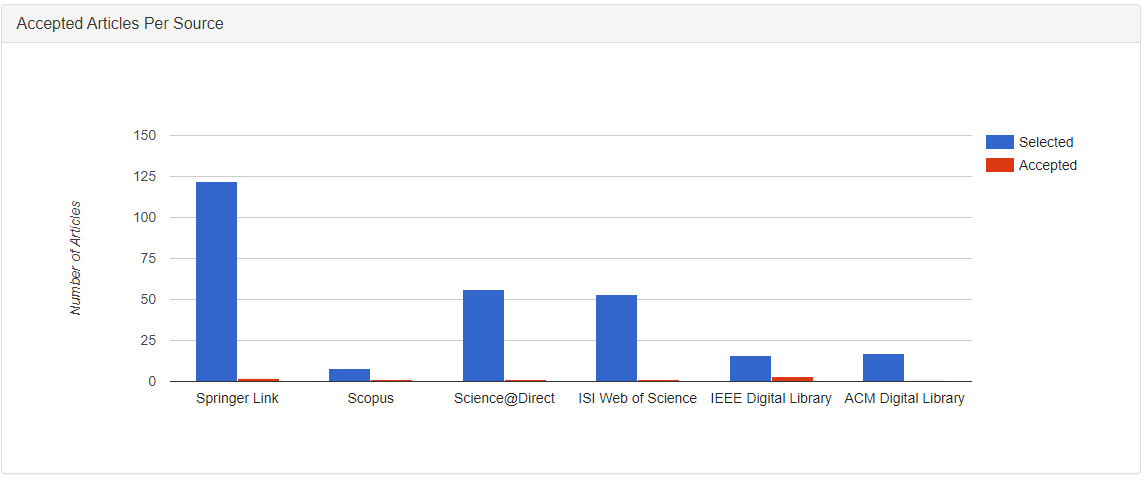 Accepted Articles Per Source
Number of Articles
150
125
100
75
50
25
0
Springer Link
Scopus
Science@Direct
ISI Web of Science
IEEE Digital Library
ACM Digital Library
Selected
Accepted